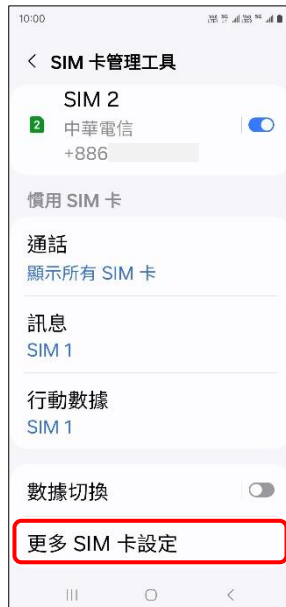 10:00
SIM 卡管理工具
SIM 2
2
中華電信
+886
慣用 SIM 卡
通話
顯示所有 SIM 卡
訊息
SIM 1
行動數據
SIM 1
數據切換
更多 SIM 卡設定